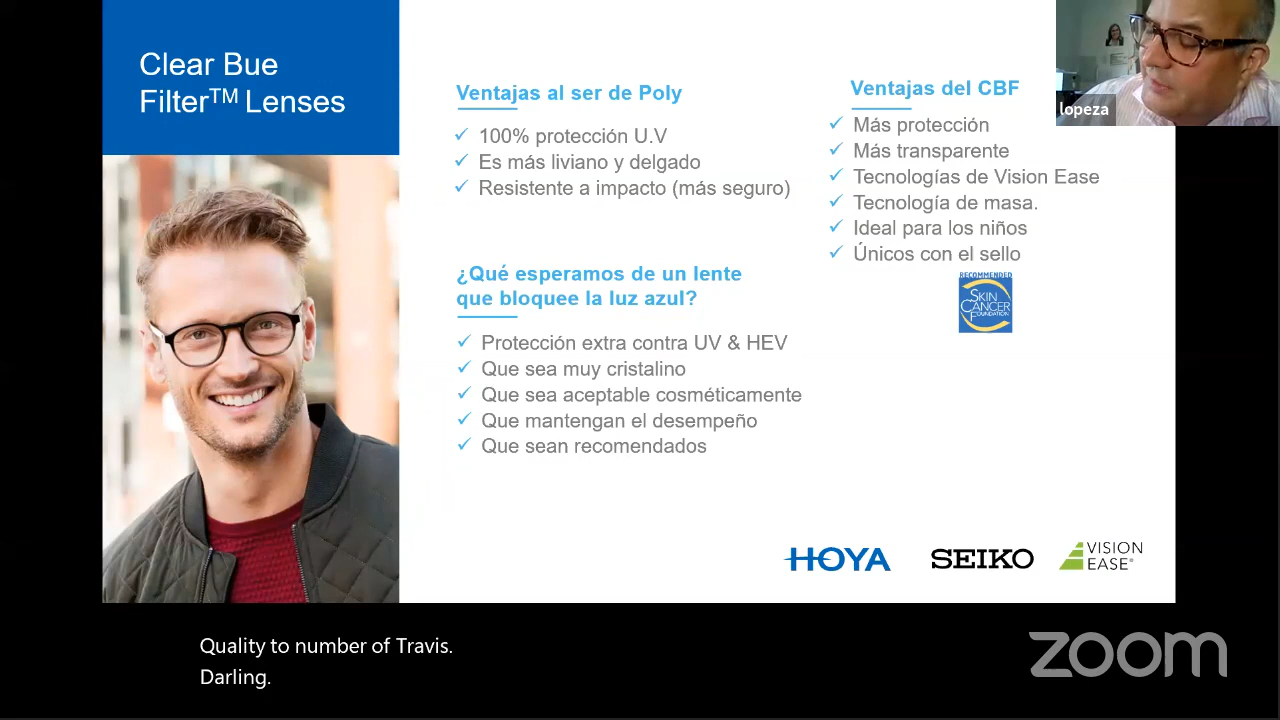 Clear Bue
Filter™ Lenses
Ventajas al ser de Poly
100% protección U.V
Es más liviano y delgado
Resistente a impacto (más seguro)
¿Qué esperamos de un lente
que bloquee la luz azul?
Protección extra contra UV & HEV
Que sea muy cristalino
Que sea aceptable cosméticamente
Que mantengan el desempeño
Que sean recomendados
Ventajas del CBF
Más protección
Más transparente
Tecnologías de Vision Ease
Tecnología de masa.
Ideal para los niños
Únicos con el sello
RECOMMENDED
SKIN
CANCER
FOUNDATION
lopeza
HOYA
SEIKO
VISION
EASE
Quality to number of Travis.
Darling.
zoom